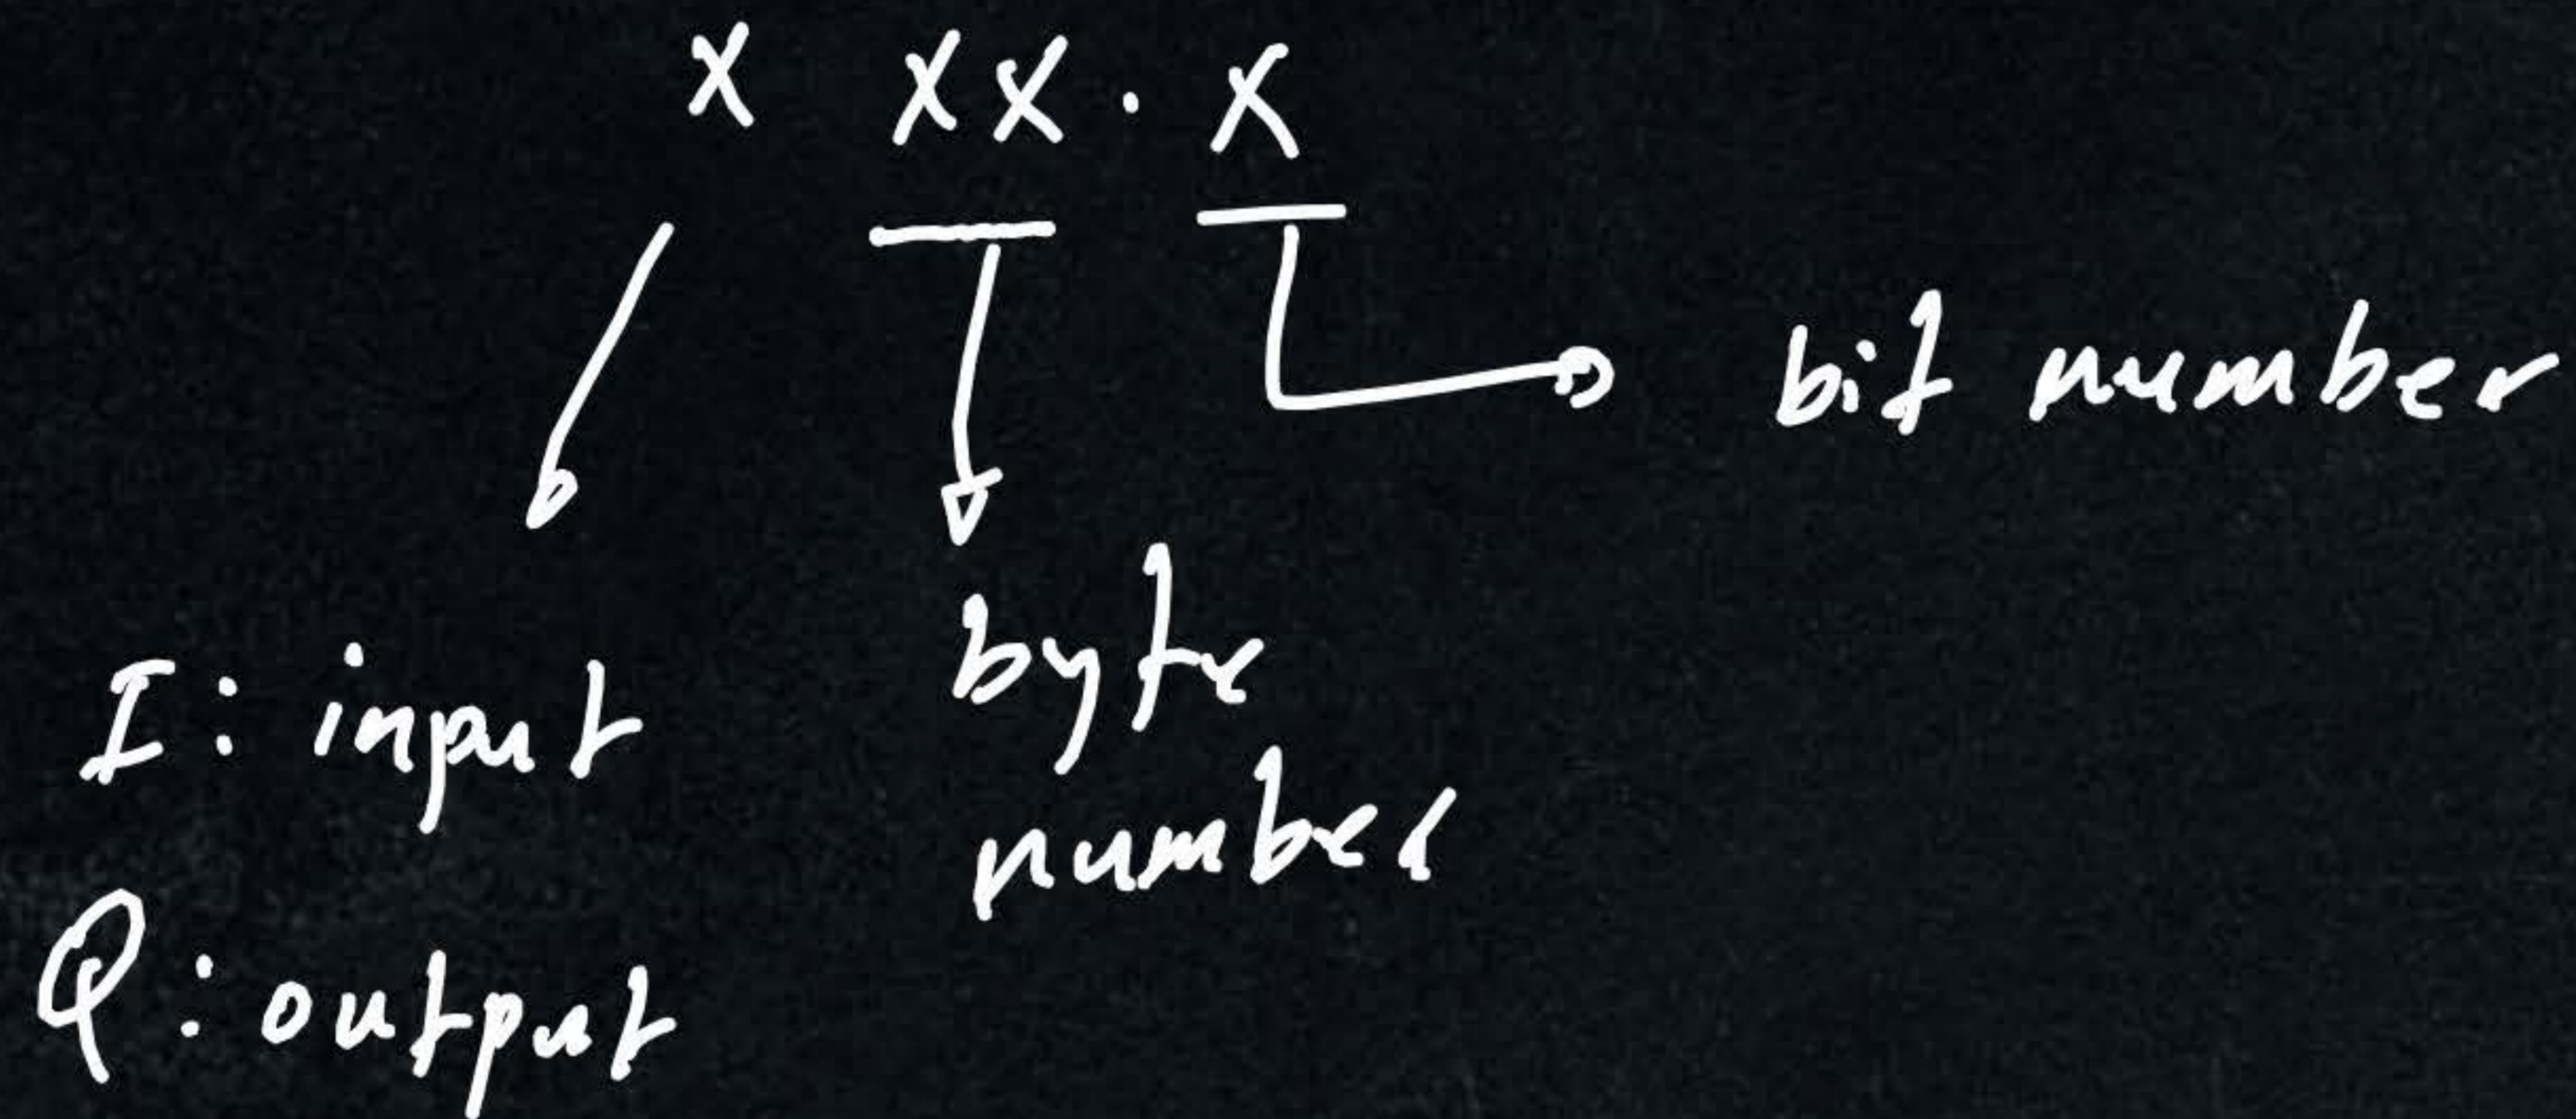 X XX . X
bit number
byte
number
I : input
Q : output